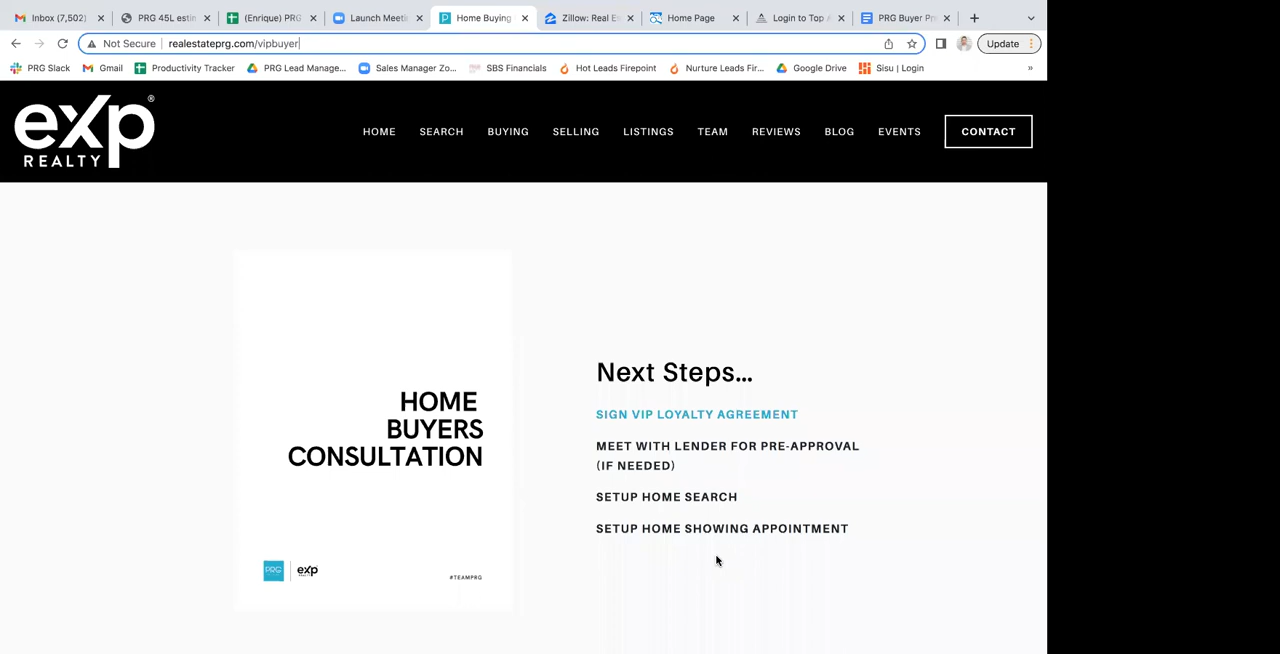 Inbox (7,502)
PRG 45L estin
(Enrique) PRG
Launch Meeti
Home Buying
Zillow: Real Es
Home Page
Login to Top A
PRG Buyer Pr
Not Secure
realestateprg.com/vipbuyer
Update
PRG Slack
Gmail
Productivity Tracker
PRG Lead Manage...
Sales Manager Zo...
SBS Financials
Hot Leads Firepoint
Nurture Leads Fir...
Google Drive
Sisu | Login
»
eXp®
REALTY
HOME
SEARCH
BUYING
SELLING
LISTINGS
TEAM
REVIEWS
BLOG
EVENTS
CONTACT
HOME
BUYERS
CONSULTATION
PRG
eXp
#TEAMPRG
Next Steps...
SIGN VIP LOYALTY AGREEMENT
MEET WITH LENDER FOR PRE-APPROVAL
(IF NEEDED)
SETUP HOME SEARCH
SETUP HOME SHOWING APPOINTMENT